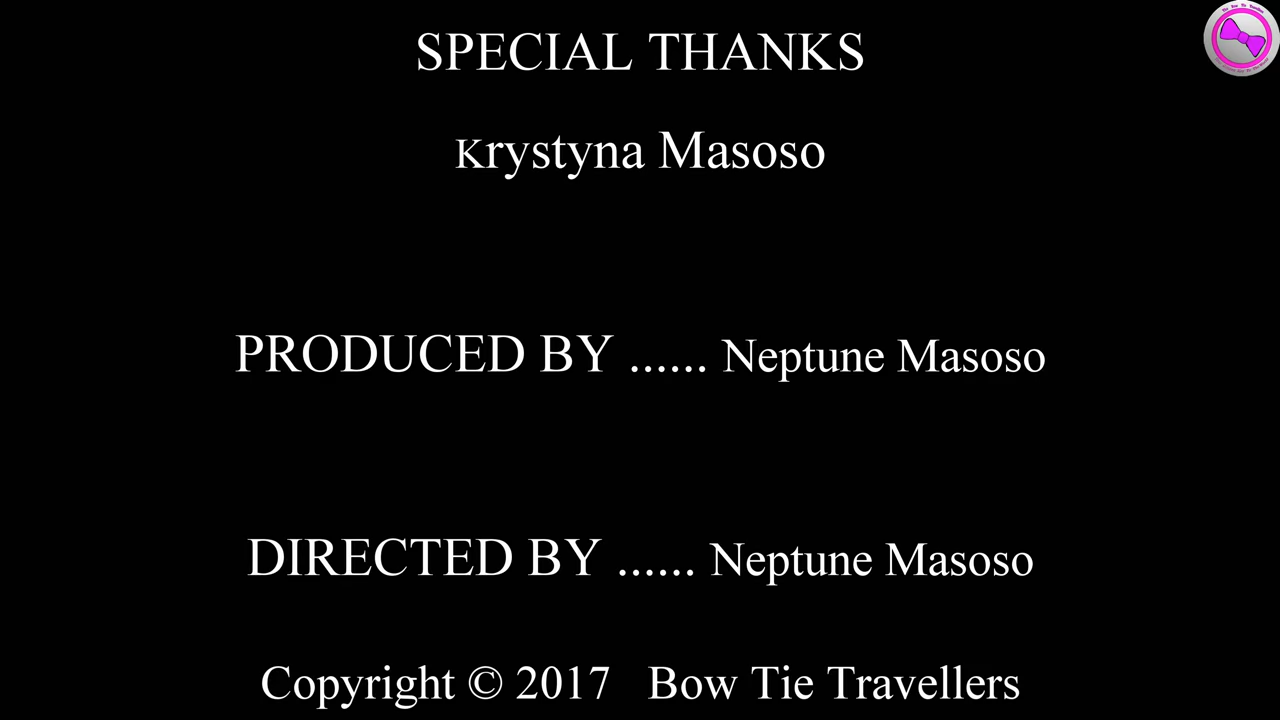 SPECIAL THANKS
Krystyna Masoso
PRODUCED BY ...... Neptune Masoso
DIRECTED BY ...... Neptune Masoso
Copyright © 2017 Bow Tie Travellers